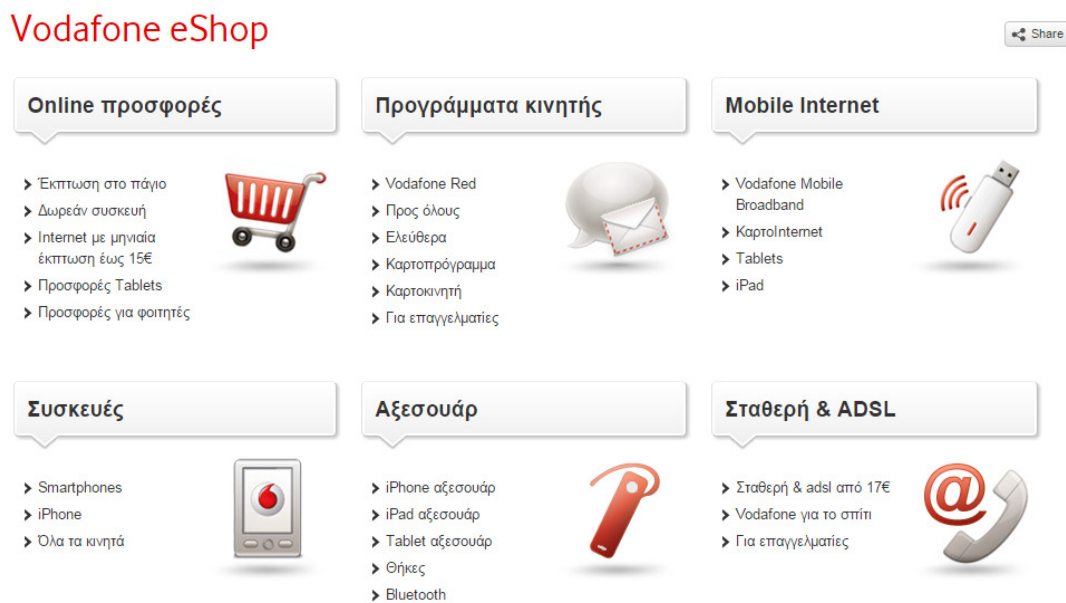 Vodafone eShop
Share
Online προσφορές
Έκπτωση στο πάγιο
Δωρεάν συσκευή
Internet με μηνιαία
έκπτωση έως 15€
Προσφορές Tablets
Προσφορές για φοιτητές
Προγράμματα κινητής
Vodafone Red
Προς όλους
Ελεύθερα
Καρτοπρόγραμμα
Καρτοκινητή
Για επαγγελματίες
Mobile Internet
Vodafone Mobile
Broadband
ΚαρτοInternet
Tablets
iPad
Συσκευές
Smartphones
iPhone
Όλα τα κινητά
Αξεσουάρ
iPhone αξεσουάρ
iPad αξεσουάρ
Tablet αξεσουάρ
Θήκες
Bluetooth
Σταθερή & ADSL
Σταθερή & adsl από 17€
Vodafone για το σπίτι
Για επαγγελματίες
@